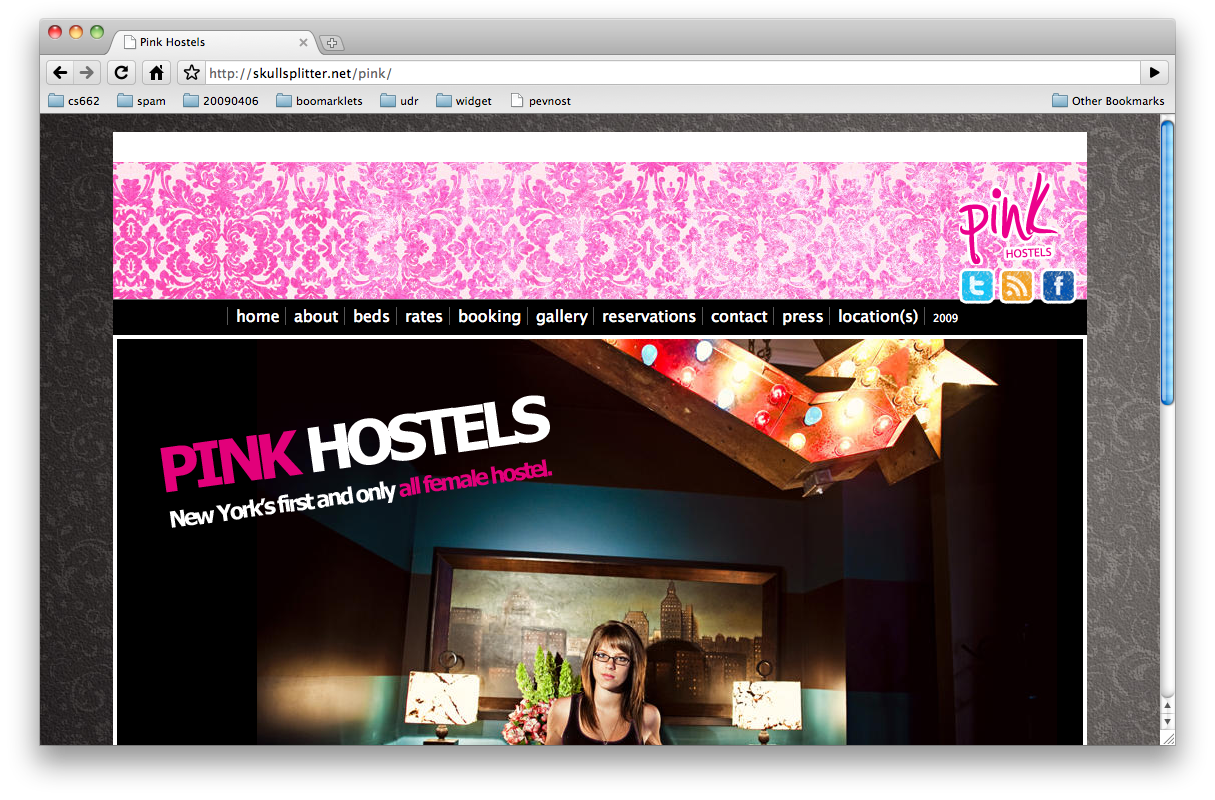 Pink Hostels
http://skullsplitter.net/pink/
cs662 spam 20090406 boomarklets udr widget pevnost Other Bookmarks
pink
HOSTELS
home about beds rates booking gallery reservations contact press location(s) 2009
PINK HOSTELS
New York's first and only all female hostel.